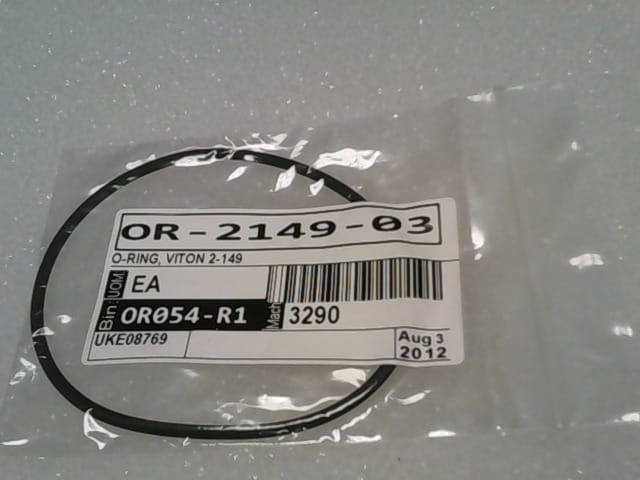 OR-2149-03
O-RING, VITON 2-149
UOM EA
Bin: OR054-R1 Mach 3290
UKE08769
Aug 3
2012